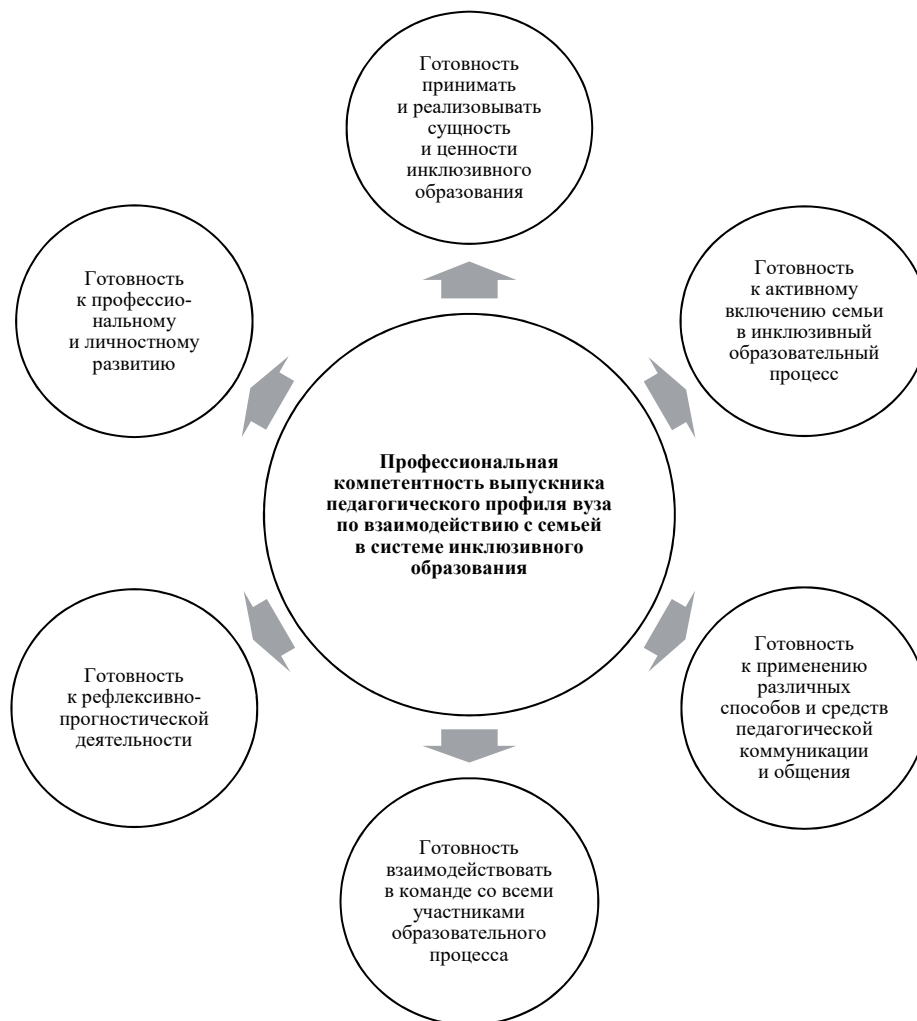 Готовность
принимать
и реализовывать
сущность
и ценности
инклюзивного
образования
Готовность
к активному
включению семьи
в инклюзивный
образовательный
процесс
Готовность
к применению
различных
способов и средств
педагогической
коммуникации
и общения
Готовность
взаимодействовать
в команде со всеми
участниками
образовательного
процесса
Готовность
к рефлексивно-
прогностической
деятельности
Готовность
к профессио-
нальному
и личностному
развитию
Профессиональная
компетентность выпускника
педагогического профиля вуза
по взаимодействию с семьей
в системе инклюзивного
образования